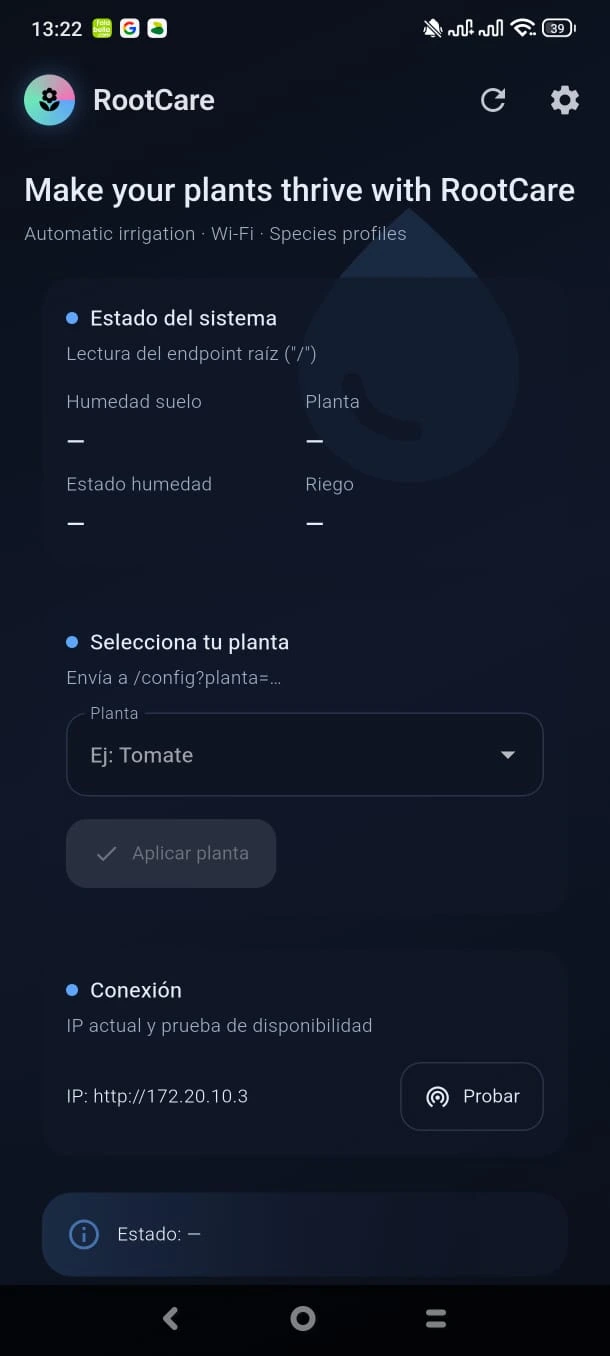 13:22
39
RootCare
Make your plants thrive with RootCare
Automatic irrigation · Wi-Fi · Species profiles
Estado del sistema
Lectura del endpoint raíz ("/")
Humedad suelo Planta
— —
Estado humedad Riego
— —
Selecciona tu planta
Envía a /config?planta=…
Planta
Ej: Tomate
Aplicar planta
Conexión
IP actual y prueba de disponibilidad
IP: http://172.20.10.3 Probar
Estado: —